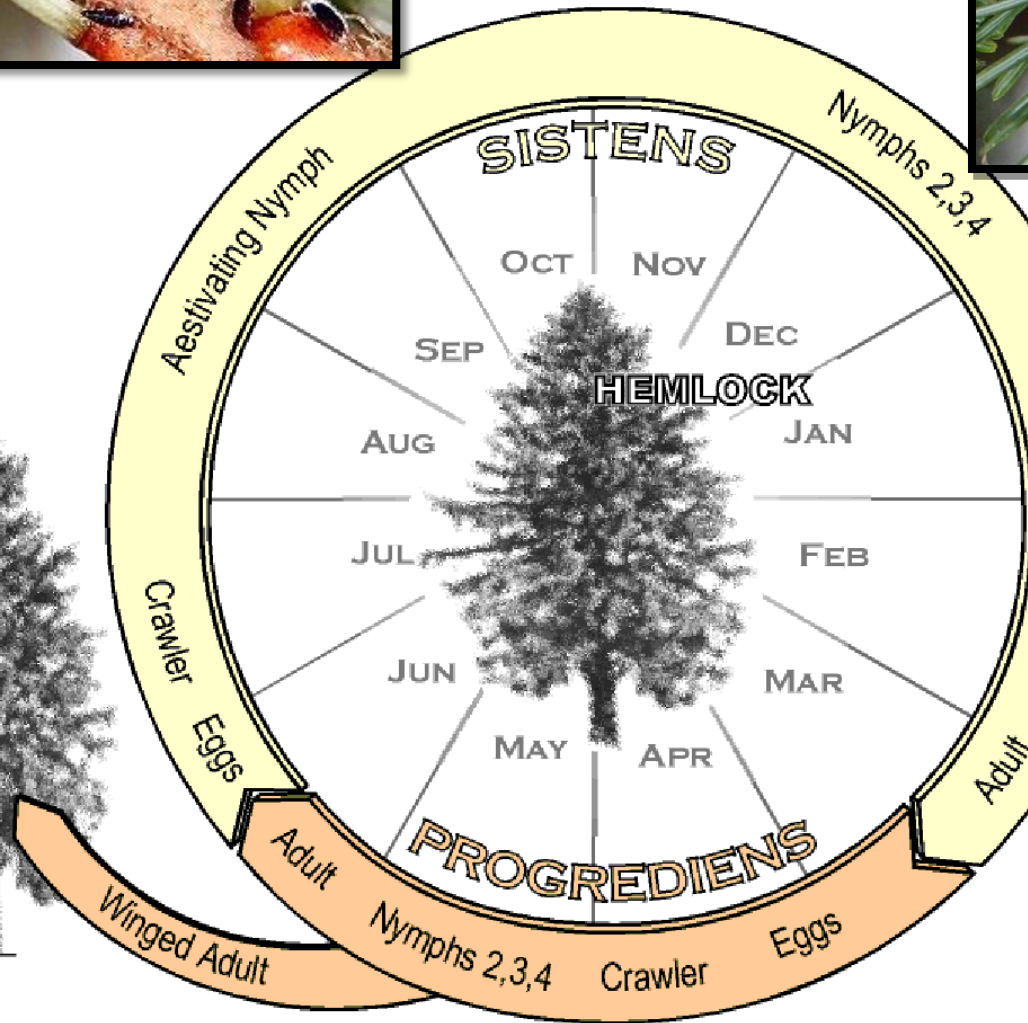 SISTENS
Nymphs 2,3,4
Aestivating Nymph
OCT
NOV
SEP
DEC
HEMLOCK
AUG
JAN
JUL
FEB
Crawler
JUN
MAR
Eggs
MAY
APR
Adult
PROGREDIENS
Adult
Winged Adult
Nymphs 2,3,4
Crawler
Eggs